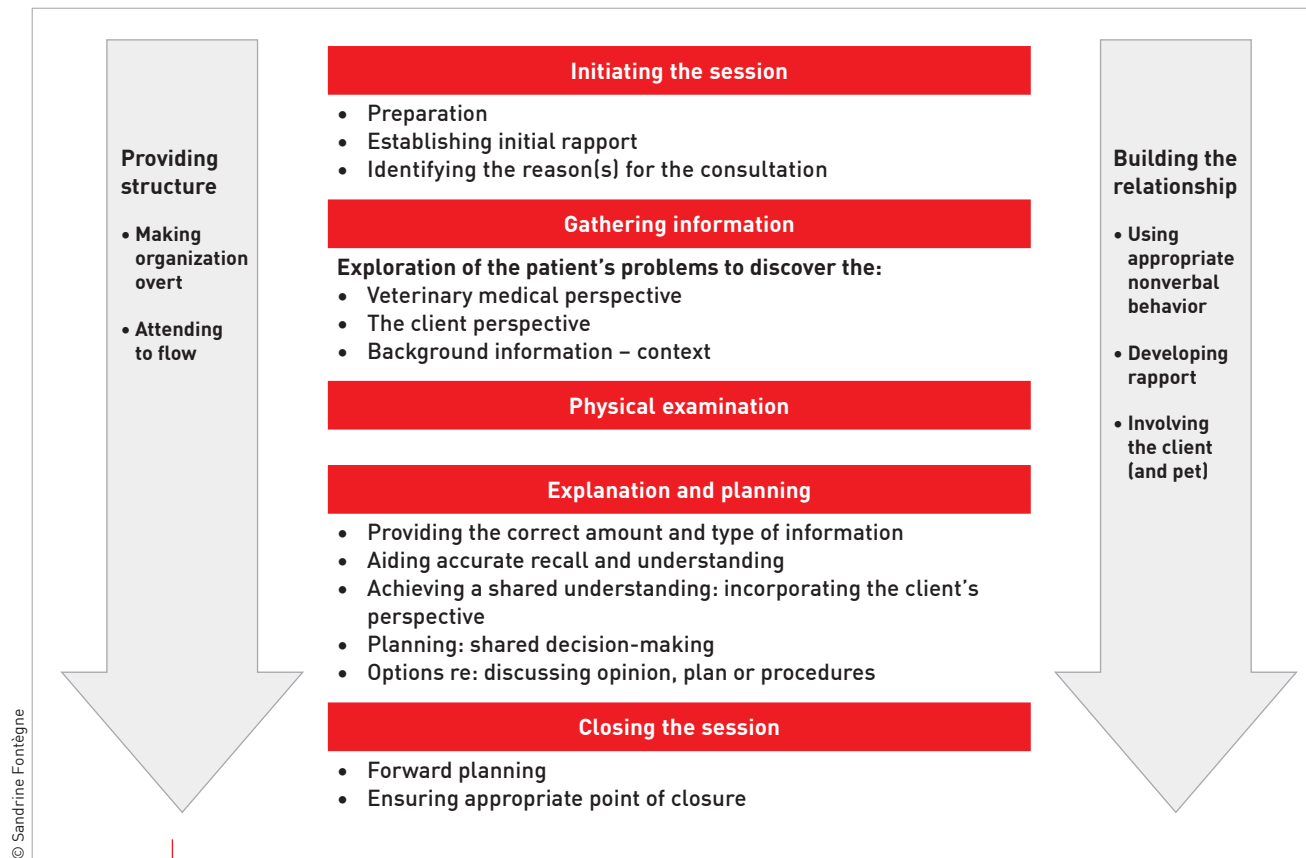 Providing
structure
• Making
organization
overt
• Attending
to flow
Initiating the session
• Preparation
• Establishing initial rapport
• Identifying the reason(s) for the consultation
Gathering information
Exploration of the patient’s problems to discover the:
• Veterinary medical perspective
• The client perspective
• Background information – context
Physical examination
Explanation and planning
• Providing the correct amount and type of information
• Aiding accurate recall and understanding
• Achieving a shared understanding: incorporating the client’s
perspective
• Planning: shared decision-making
• Options re: discussing opinion, plan or procedures
Closing the session
• Forward planning
• Ensuring appropriate point of closure
Building the
relationship
• Using
appropriate
nonverbal
behavior
• Developing
rapport
• Involving
the client
(and pet)
© Sandrine Fontègne